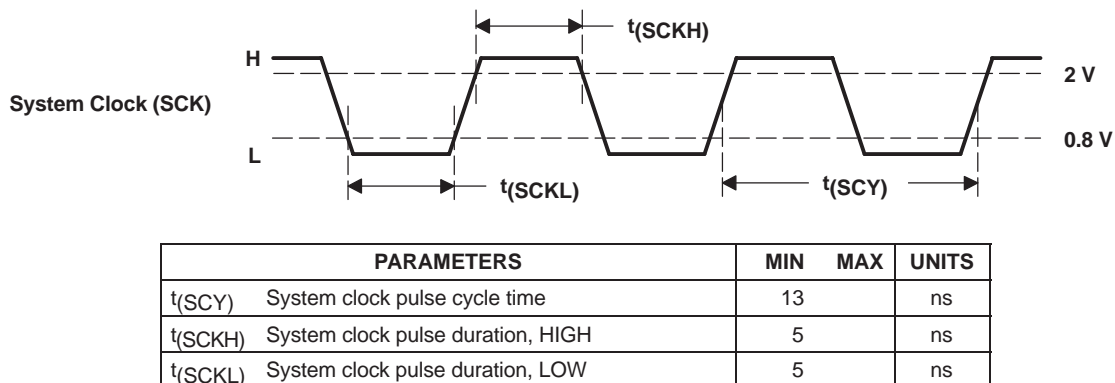 t(SCKH)
H
2 V
System Clock (SCK)
0.8 V
L
t(SCKL)
t(SCY)
PARAMETERS MIN MAX UNITS
t(SCY) System clock pulse cycle time 13 ns
t(SCKH) System clock pulse duration, HIGH 5 ns
t(SCKL) System clock pulse duration, LOW 5 ns